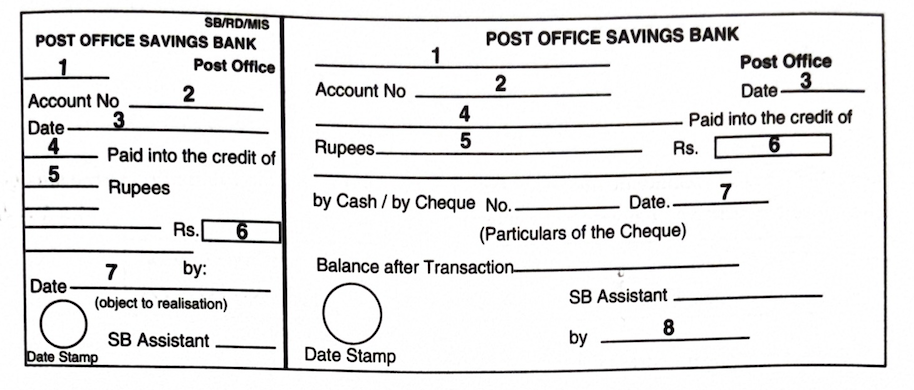 SB/RD/MIS
POST OFFICE SAVINGS BANK
1 Post Office
Account No 2
Date 3
4 Paid into the credit of
5 Rupees
Rs. 6
7 by:
Date
(object to realisation)
SB Assistant
Date Stamp
POST OFFICE SAVINGS BANK
1
Post Office
Account No 2 Date 3
4 Paid into the credit of
Rupees 5 Rs. 6
by Cash / by Cheque No. Date. 7
(Particulars of the Cheque)
Balance after Transaction
SB Assistant
by 8
Date Stamp